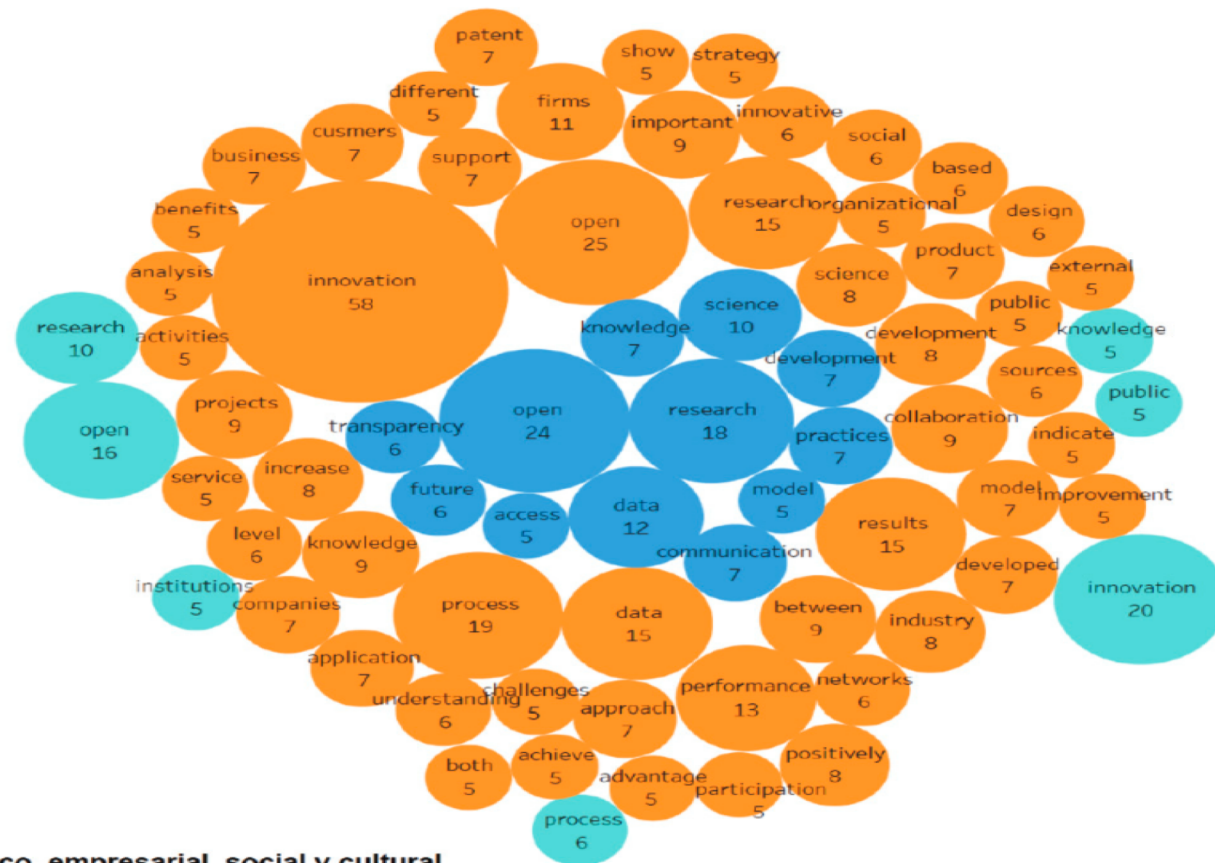 patent
7
show
5
strategy
5
different
5
firms
11
important
9
innovative
6
social
6
cusmers
7
business
7
support
7
based
6
benefits
5
open
25
research
15
organizational
5
design
6
innovation
58
analysis
5
science
8
product
7
external
5
research
10
activities
5
knowledge
7
science
10
development
8
public
5
knowledge
5
development
7
sources
6
projects
9
open
16
transparency
6
open
24
research
18
practices
7
collaboration
9
public
5
indicate
5
service
5
increase
8
future
6
access
5
data
12
model
5
results
15
model
7
improvement
5
level
6
knowledge
9
communication
7
developed
7
institutions
5
companies
7
process
19
data
15
between
9
industry
8
innovation
20
application
7
understanding
6
challenges
5
approach
7
performance
13
networks
6
both
5
achieve
5
advantage
5
participation
5
positively
8
process
6
co, empresarial, social y cultural